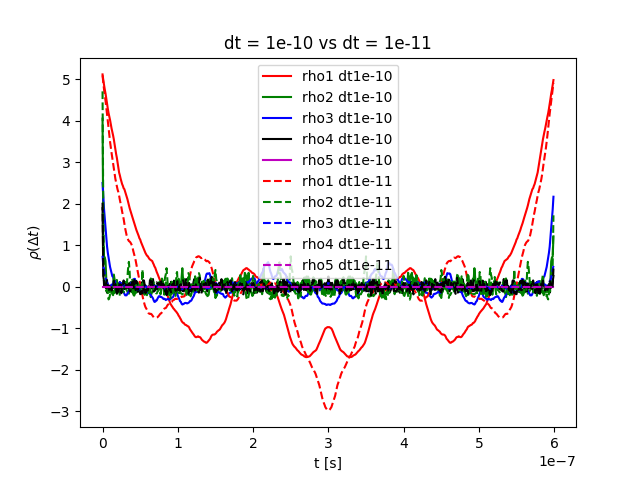 dt = 1e-10 vs dt = 1e-11
rho1 dt1e-10
rho2 dt1e-10
rho3 dt1e-10
rho4 dt1e-10
rho5 dt1e-10
rho1 dt1e-11
rho2 dt1e-11
rho3 dt1e-11
rho4 dt1e-11
rho5 dt1e-11
5
4
3
2
1
0
−1
−2
−3
ρ(Δt)
0 1 2 3 4 5 6
1e−7
t [s]